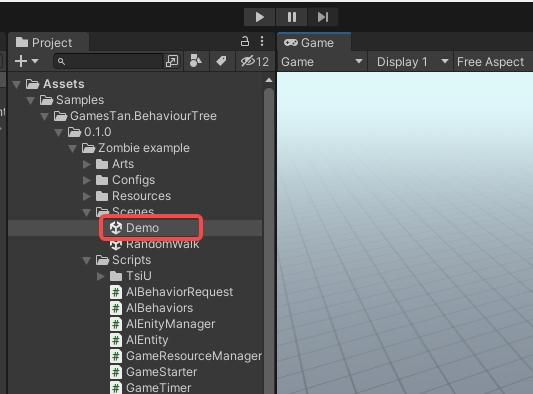 Project
Game
12
Game
Display 1
Free Aspect
Assets
Samples
GamesTan.BehaviourTree
0.1.0
Zombie example
Arts
Configs
Resources
Scenes
Demo
RandomWalk
Scripts
TsiU
AIBehaviorRequest
AIBehaviors
AIEnityManager
AIEntity
GameResourceManager
GameStarter
GameTimer